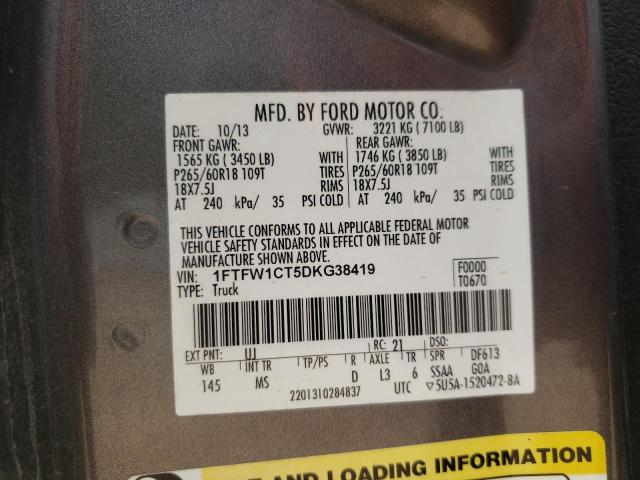 MFD. BY FORD MOTOR CO.
DATE: 10/13 GVWR: 3221 KG ( 7100 LB)
FRONT GAWR: REAR GAWR:
1565 KG ( 3450 LB) WITH 1746 KG ( 3850 LB) WITH
P265/60R18 109T TIRES P265/60R18 109T TIRES
18X7.5J RIMS 18X7.5J RIMS
AT 240 kPa/ 35 PSI COLD AT 240 kPa/ 35 PSI COLD
THIS VEHICLE CONFORMS TO ALL APPLICABLE FEDERAL MOTOR
VEHICLE SAFETY STANDARDS IN EFFECT ON THE DATE OF
MANUFACTURE SHOWN ABOVE.
VIN: 1FTFW1CT5DKG38419 F0000
TYPE: Truck T0670
EXT PNT: UJ RC: 21 DSO:
WB INT TR TP/PS R AXLE TR SPR DF613
145 MS D L3 6 SSAA GOA
2201310284837 UTC ▽5U5A-1520472-BA
AND LOADING INFORMATION